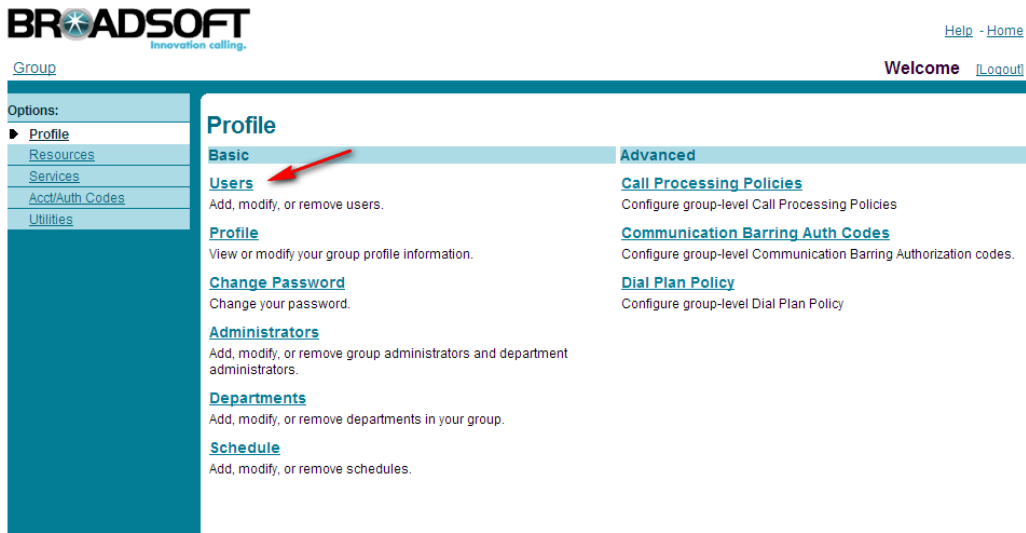 BROADSOFT
Innovation calling.
Help - Home
Group
Welcome [Logout]
Options:
Profile
Resources
Services
Acct/Auth Codes
Utilities
Profile
Basic
Users
Add, modify, or remove users.
Profile
View or modify your group profile information.
Change Password
Change your password.
Administrators
Add, modify, or remove group administrators and department
administrators.
Departments
Add, modify, or remove departments in your group.
Schedule
Add, modify, or remove schedules.
Advanced
Call Processing Policies
Configure group-level Call Processing Policies
Communication Barring Auth Codes
Configure group-level Communication Barring Authorization codes.
Dial Plan Policy
Configure group-level Dial Plan Policy